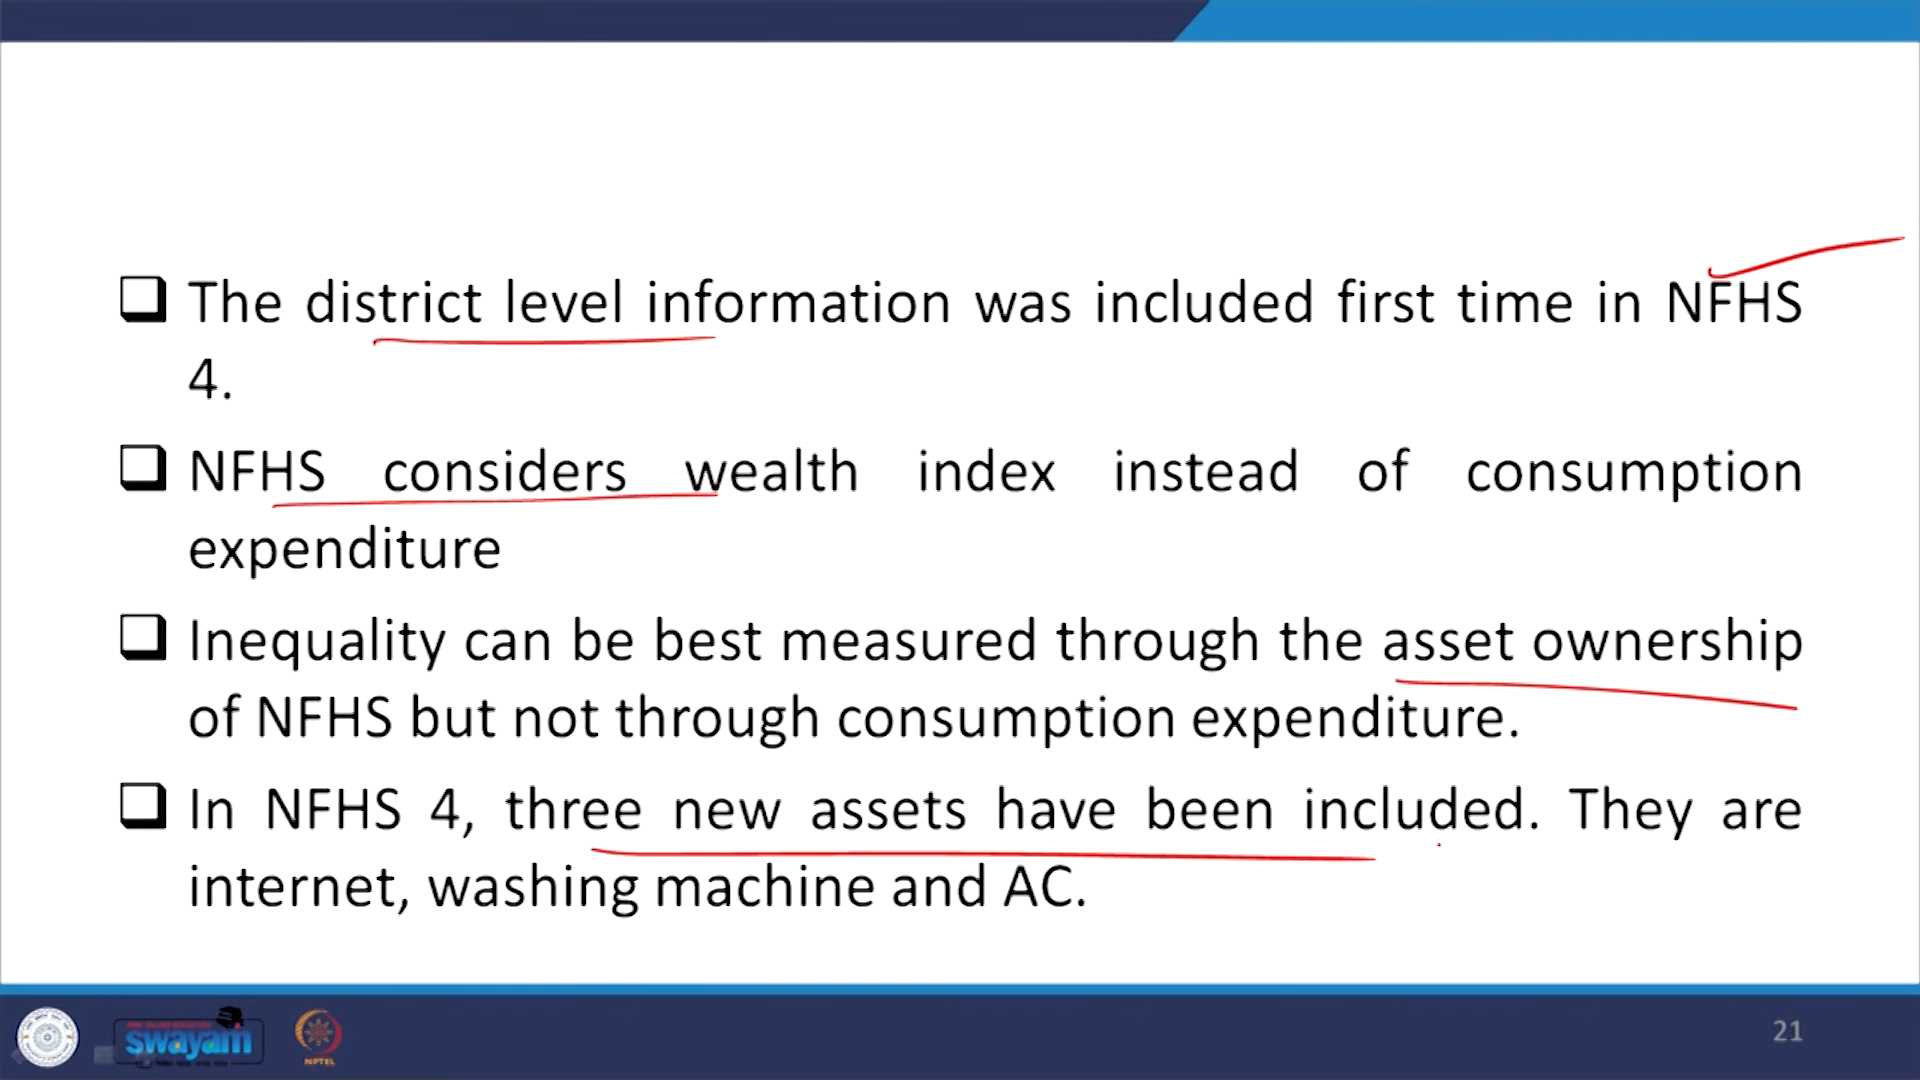 The district level information was included first time in NFHS
4.
NFHS considers wealth index instead of consumption
expenditure
Inequality can be best measured through the asset ownership
of NFHS but not through consumption expenditure.
In NFHS 4, three new assets have been included. They are
internet, washing machine and AC.
swayam
NPTEL
21